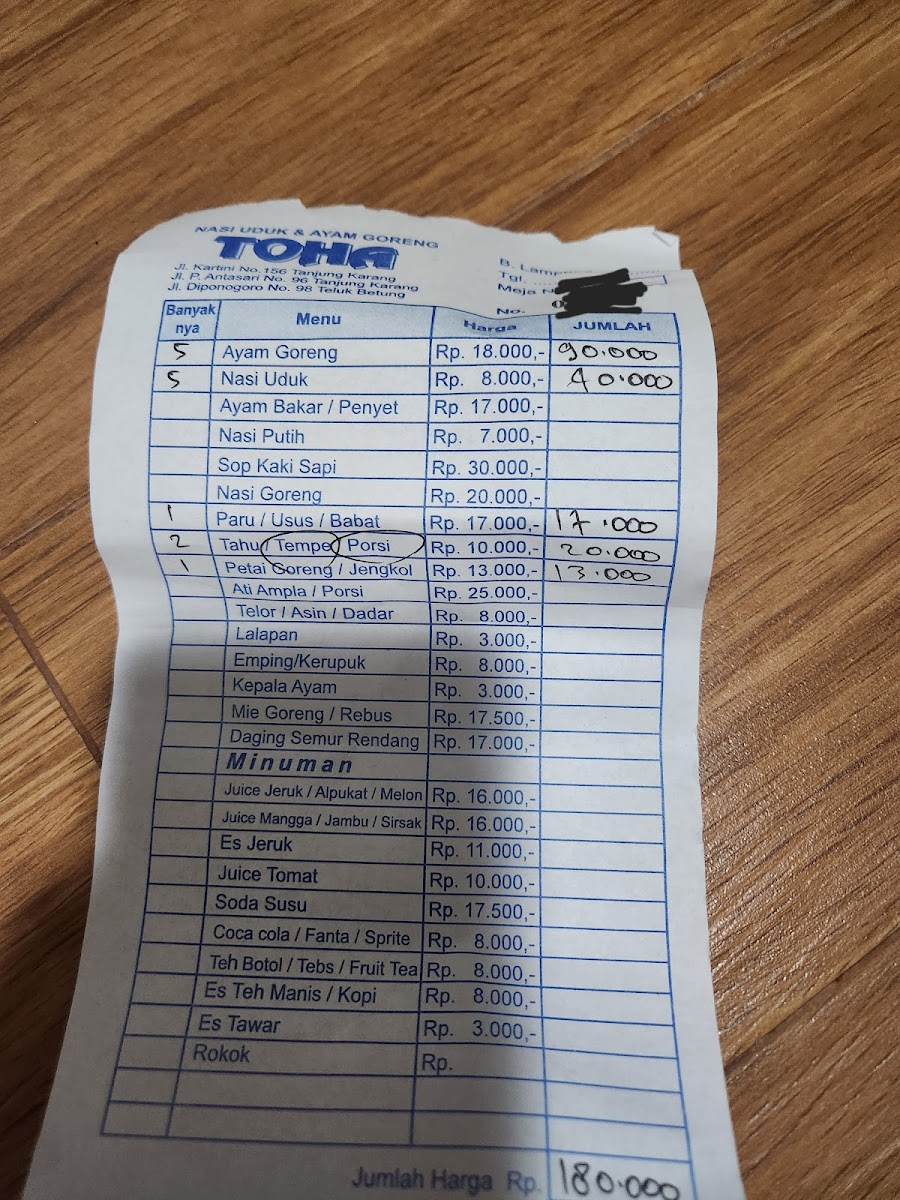 NASI UDUK & AYAM GORENG
TOHA
Jl. Kartini No. 156 Tanjung Karang
Jl. P. Antasari No. 96 Tanjung Karang
Jl. Diponogoro No. 98 Teluk Betung
B.
Tgl.
Meja
No.
Banyak nya Menu Harga JUMLAH
5 Ayam Goreng Rp. 18.000,- 90.000
5 Nasi Uduk Rp. 8.000,- 40.000
Ayam Bakar / Penyet Rp. 17.000,-
Nasi Putih Rp. 7.000,-
Sop Kaki Sapi Rp. 30.000,-
Nasi Goreng Rp. 20.000,-
1 Paru / Usus / Babat Rp. 17.000,- 17.000
2 Tahu / Tempe / Porsi Rp. 10.000,- 20.000
1 Petai Goreng / Jengkol Rp. 13.000,- 13.000
Ati Ampla / Porsi Rp. 25.000,-
Telor / Asin / Dadar Rp. 8.000,-
Lalapan Rp. 3.000,-
Emping/Kerupuk Rp. 8.000,-
Kepala Ayam Rp. 3.000,-
Mie Goreng / Rebus Rp. 17.500,-
Daging Semur Rendang Rp. 17.000,-
Minuman
Juice Jeruk / Alpukat / Melon Rp. 16.000,-
Juice Mangga / Jambu / Sirsak Rp. 16.000,-
Es Jeruk Rp. 11.000,-
Juice Tomat Rp. 10.000,-
Soda Susu Rp. 17.500,-
Coca cola / Fanta / Sprite Rp. 8.000,-
Teh Botol / Tebs / Fruit Tea Rp. 8.000,-
Es Teh Manis / Kopi Rp. 8.000,-
Es Tawar Rp. 3.000,-
Rokok Rp.
Jumlah Harga Rp. 180.000